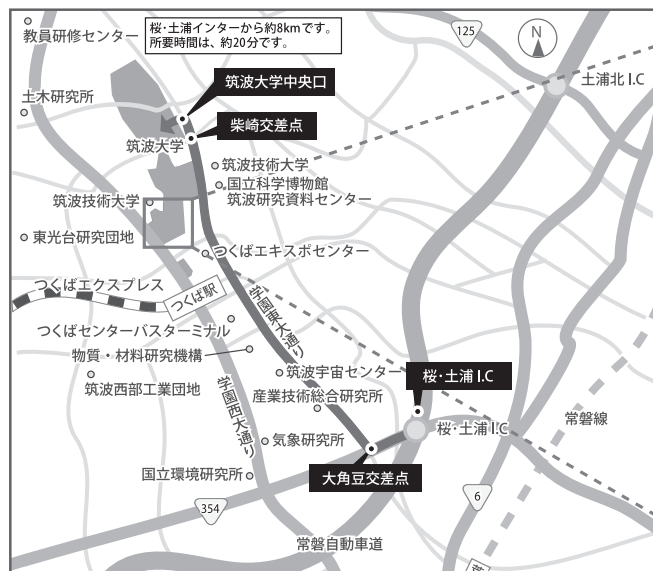 教員研修センター
桜・土浦インターから約8kmです。
所要時間は、約20分です。
125
N
土浦北 I.C
土木研究所
筑波大学中央口
柴崎交差点
筑波大学
筑波技術大学
国立科学博物館
筑波研究資料センター
筑波技術大学
東光台研究団地
つくばエキスポセンター
つくばエクスプレス
つくば駅
学園東大通り
つくばセンターバスターミナル
物質・材料研究機構
筑波西部工業団地
学園西大通り
筑波宇宙センター
産業技術総合研究所
桜・土浦 I.C
桜・土浦 I.C
常磐線
気象研究所
国立環境研究所
大角豆交差点
354
6
常磐自動車道